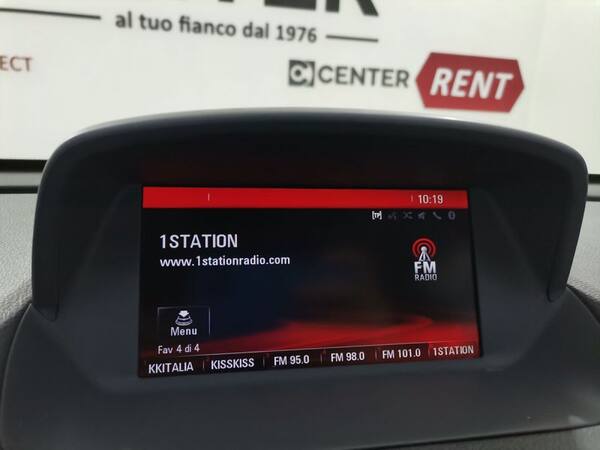 al tuo fianco dal 1976
ECT
CENTER RENT
10:19
[TP]
1STATION
www.1stationradio.com
FM
RADIO
Menu
Fav 4 di 4
KKITALIA KISSKISS FM 95.0 FM 98.0 FM 101.0 1STATION